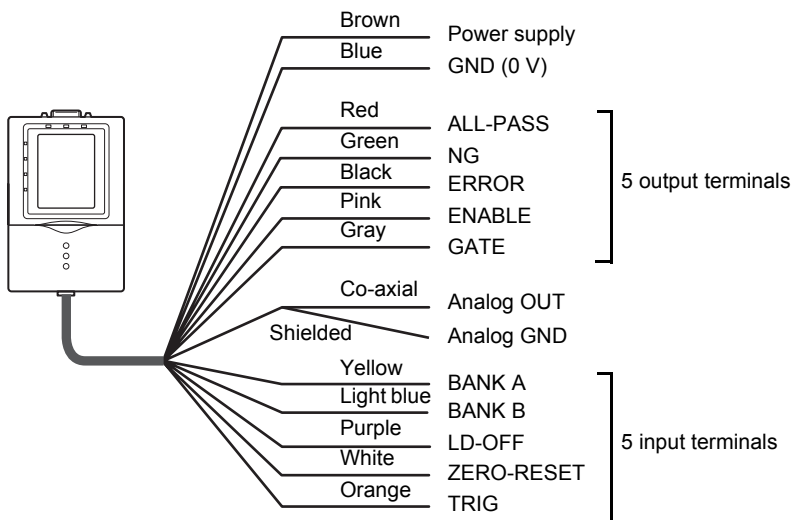 Brown Power supply
Blue GND (0 V)
Red ALL-PASS
Green NG
Black ERROR
Pink ENABLE
Gray GATE
5 output terminals
Co-axial Analog OUT
Shielded Analog GND
Yellow BANK A
Light blue BANK B
Purple LD-OFF
White ZERO-RESET
Orange TRIG
5 input terminals